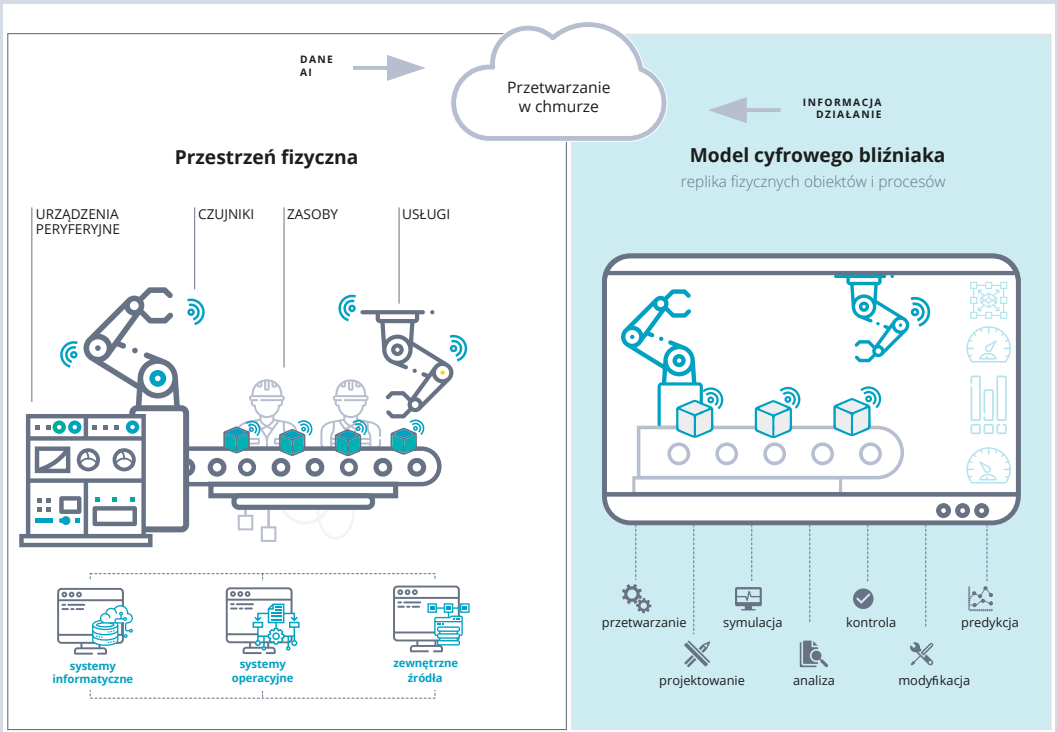 DANE
AI
Przetwarzanie
w chmurze
INFORMACJA
DZIAŁANIE
Przestrzeń fizyczna
Model cyfrowego bliźniaka
replika fizycznych obiektów i procesów
URZĄDZENIA
PERYFERYJNE
CZUJNIKI
ZASOBY
USŁUGI
systemy
informatyczne
systemy
operacyjne
zewnętrzne
źródła
przetwarzanie
symulacja
kontrola
predykcja
projektowanie
analiza
modyfikacja